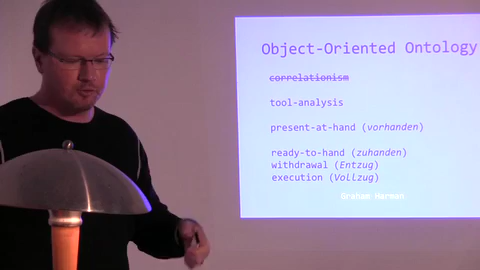 Object-Oriented Ontology
correlationism
tool-analysis
present-at-hand (vorhanden)
ready-to-hand (zuhanden)
withdrawal (Entzug)
execution (Vollzug)
Graham Harman